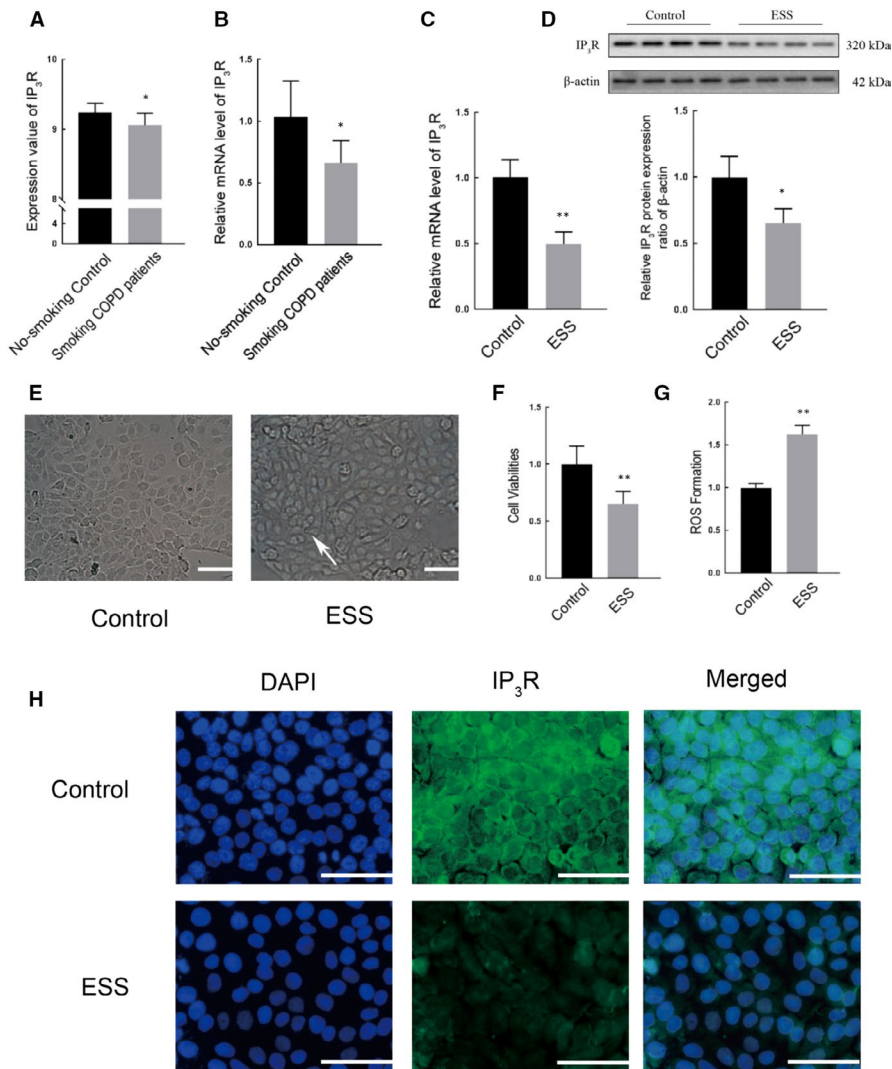 A
Expression value of IP₃R
10
9
8
4
0
*
No-smoking Control
Smoking COPD patients
B
Relative mRNA level of IP₃R
1.5
1.0
0.5
0.0
*
No-smoking Control
Smoking COPD patients
C
Relative mRNA level of IP₃R
1.5
1.0
0.5
0.0
**
Control
ESS
D
Control
ESS
IP₃R
320 kDa
β-actin
42 kDa
Relative IP₃R protein expression
ratio of β-actin
1.5
1.0
0.5
0.0
*
Control
ESS
E
Control
ESS
F
Cell Viabilities
1.5
1.0
0.5
0.0
**
Control
ESS
G
ROS Formation
2.0
1.5
1.0
0.5
0.0
**
Control
ESS
H
DAPI
IP₃R
Merged
Control
ESS